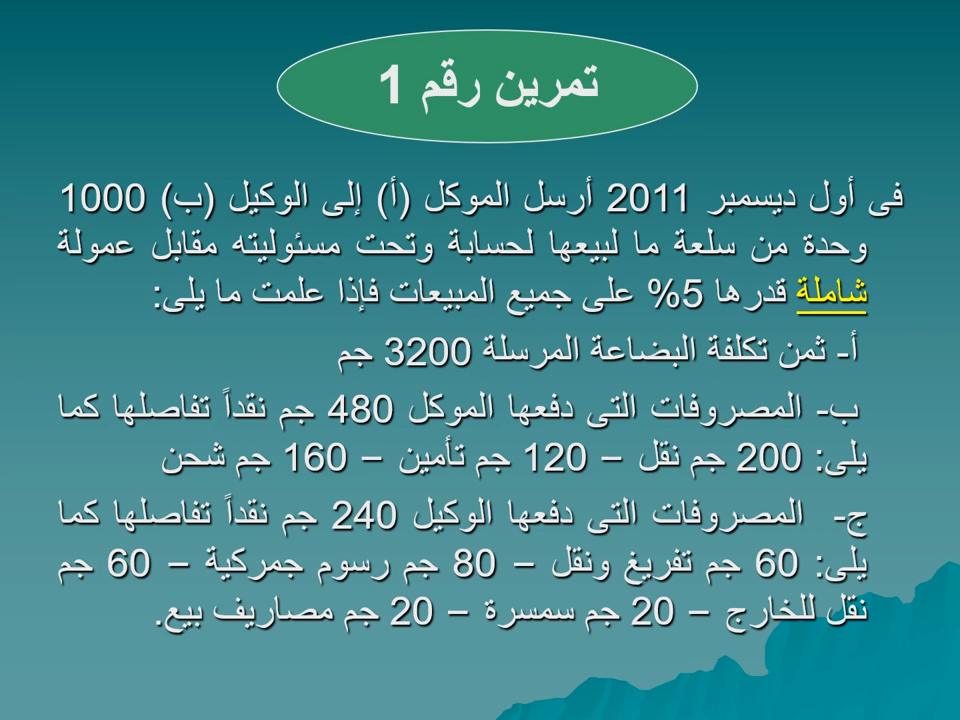 تمرين رقم 1
فى أول ديسمبر 2011 أرسل الموكل (أ) إلى الوكيل (ب) 1000
وحدة من سلعة ما لبيعها لحسابة وتحت مسئوليته مقابل عمولة
شاملة قدرها 5% على جميع المبيعات فإذا علمت ما يلى:
أ- ثمن تكلفة البضاعة المرسلة 3200 جم
ب- المصروفات التى دفعها الموكل 480 جم نقداً تفاصلها كما
يلى: 200 جم نقل – 120 جم تأمين – 160 جم شحن
ج- المصروفات التى دفعها الوكيل 240 جم نقداً تفاصلها كما
يلى: 60 جم تفريغ ونقل – 80 جم رسوم جمركية – 60 جم
نقل للخارج – 20 جم سمسرة – 20 جم مصاريف بيع.